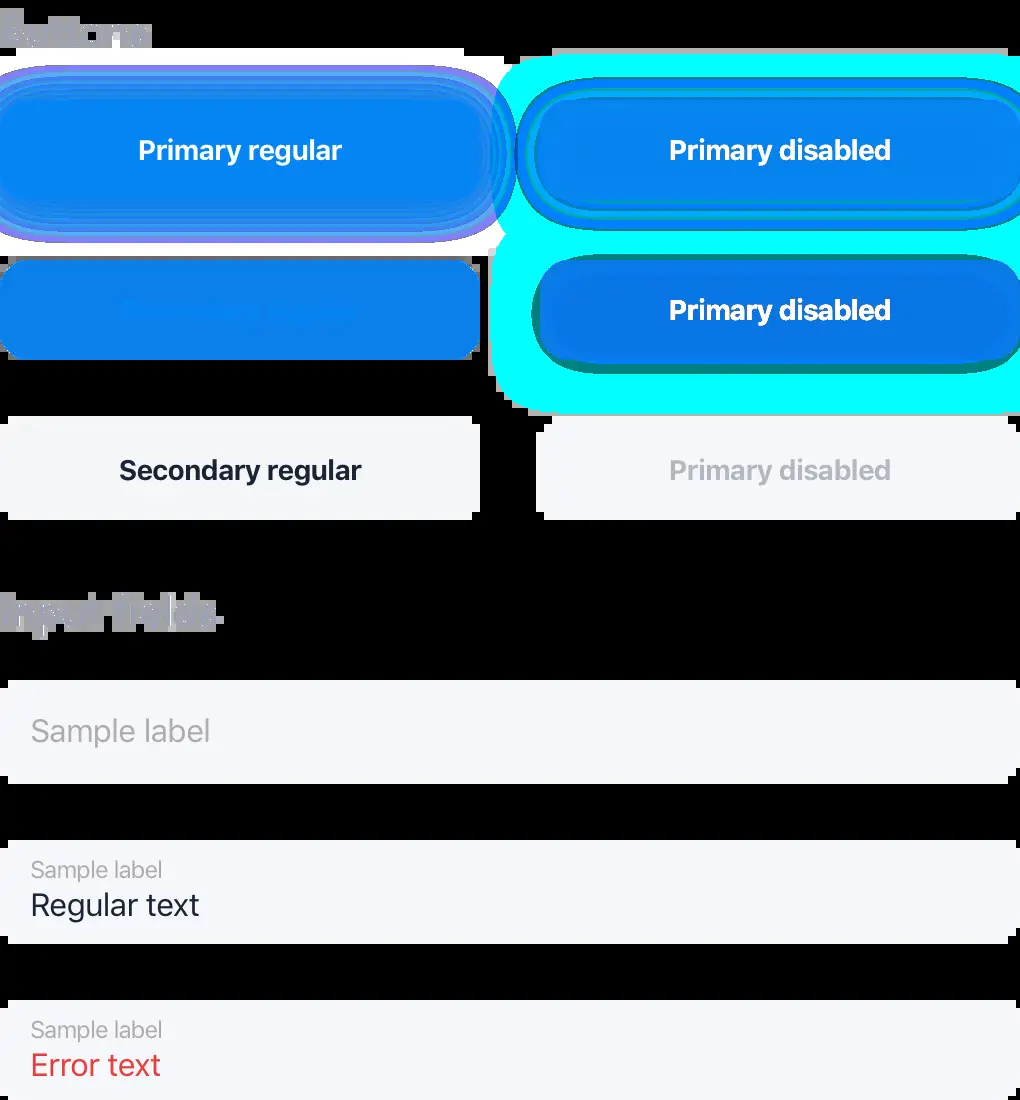 Buttons
Primary regular
Primary disabled
Primary disabled
Secondary regular
Primary disabled
Input fields
Sample label
Sample label
Regular text
Sample label
Error text